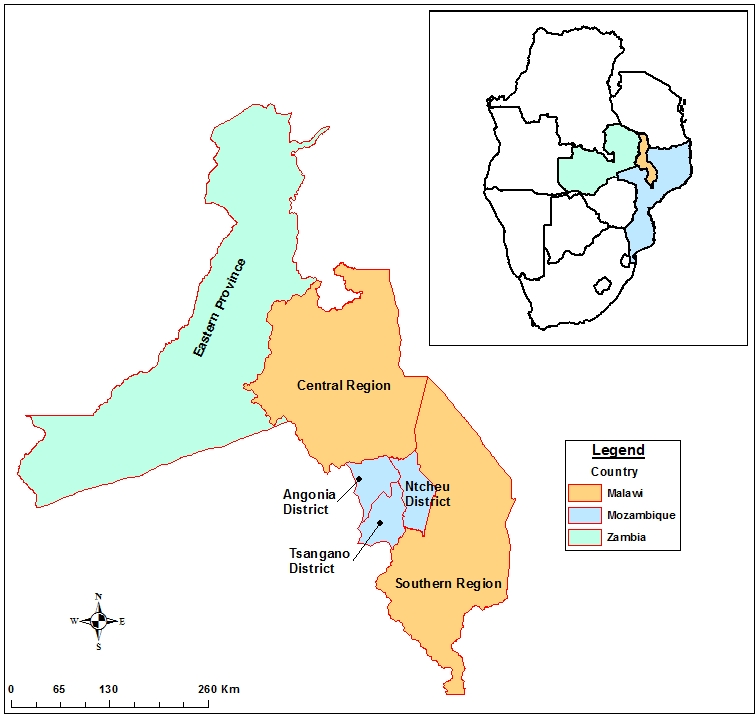 Eastern Province
Central Region
Angonia
District
Ntcheu
District
Tsangano
District
Southern Region
Legend
Country
Malawi
Mozambique
Zambia
N
W
E
S
0 65 130 260 Km